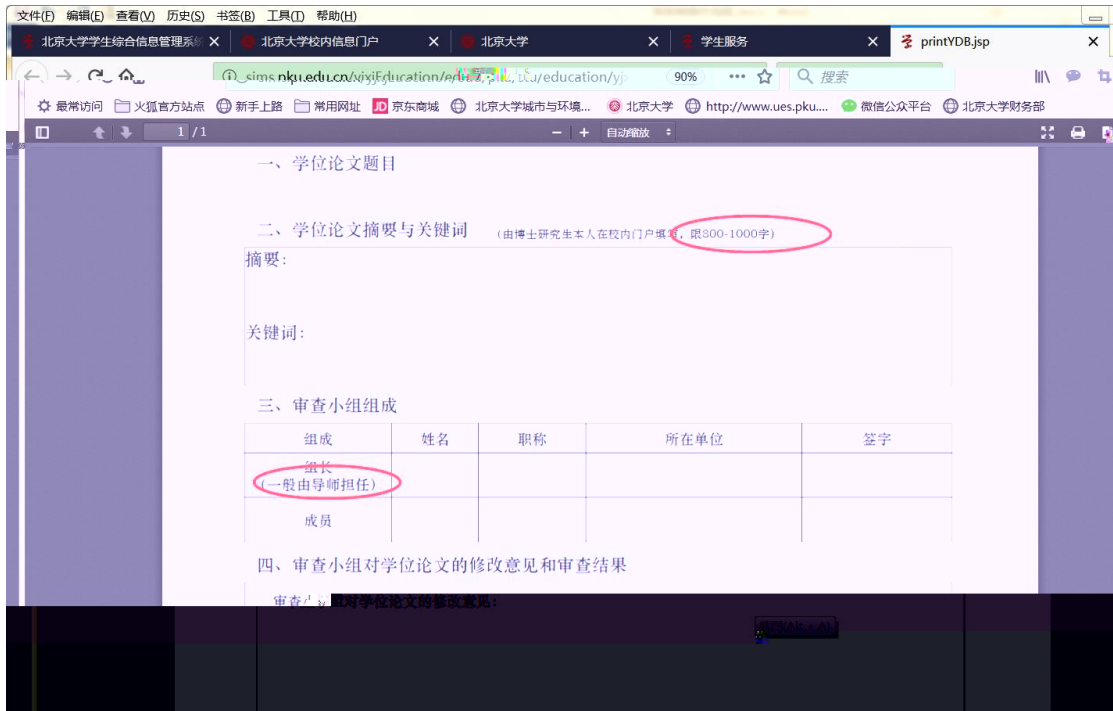 文件(F) 编辑(E) 查看(V) 历史(S) 书签(B) 工具(T) 帮助(H)
北京大学学生综合信息管理系统 北京大学校内信息门户 北京大学 学生服务 printYDB.jsp
90% 搜索
最常访问 火狐官方站点 新手上路 常用网址 JD 京东商城 北京大学城市与环境... 北京大学 http://www.ues.pku.... 微信公众平台 北京大学财务部
1 / 1 自动缩放
一、学位论文题目
二、学位论文摘要与关键词 (由博士研究生本人在校内门户填写，限800-1000字)
摘要:
关键词:
三、审查小组组成
组成 姓名 职称 所在单位 签字
组长
(一般由导师担任)
成员
四、审查小组对学位论文的修改意见和审查结果
审查小组对学位论文的修改意见: